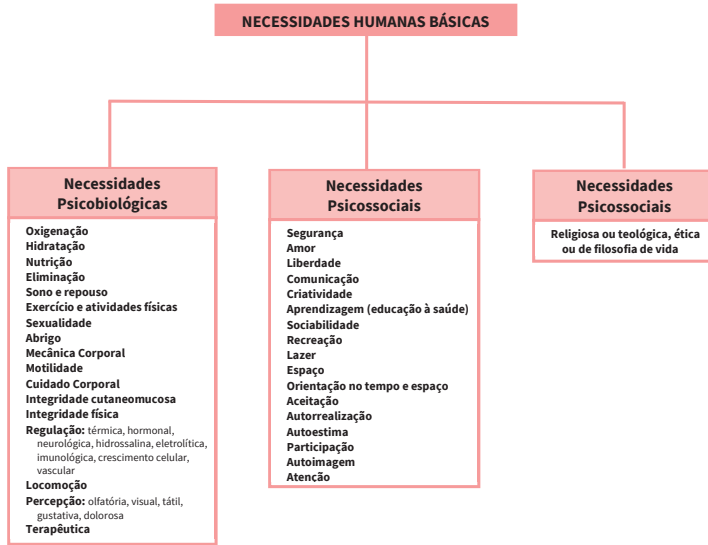 NECESSIDADES HUMANAS BÁSICAS
Necessidades
Psicobiológicas
Oxigenação
Hidratação
Nutrição
Eliminação
Sono e repouso
Exercício e atividades físicas
Sexualidade
Abrigo
Mecânica Corporal
Motilidade
Cuidado Corporal
Integridade cutaneomucosa
Integridade física
Regulação: térmica, hormonal,
neurológica, hidrossalina, eletrolítica,
imunológica, crescimento celular,
vascular
Locomoção
Percepção: olfatória, visual, tátil,
gustativa, dolorosa
Terapêutica
Necessidades
Psicossociais
Segurança
Amor
Liberdade
Comunicação
Criatividade
Aprendizagem (educação à saúde)
Sociabilidade
Recreação
Lazer
Espaço
Orientação no tempo e espaço
Aceitação
Autorrealização
Autoestima
Participação
Autoimagem
Atenção
Necessidades
Psicossociais
Religiosa ou teológica, ética
ou de filosofia de vida